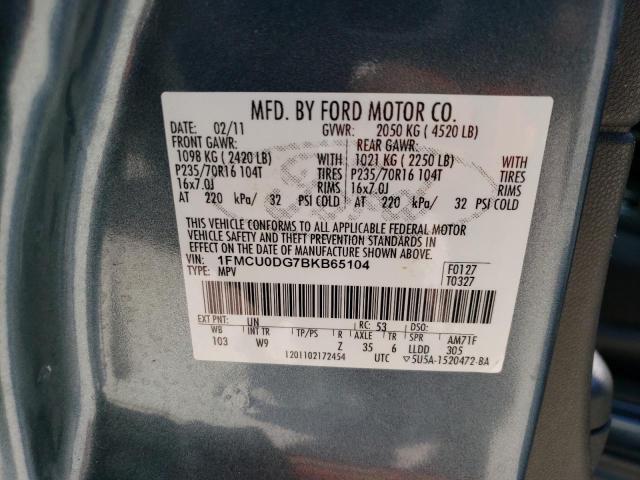 MFD. BY FORD MOTOR CO.
DATE: 02/11 GVWR: 2050 KG ( 4520 LB)
FRONT GAWR: REAR GAWR:
1098 KG ( 2420 LB) WITH 1021 KG ( 2250 LB) WITH
P235/70R16 104T TIRES P235/70R16 104T TIRES
16x7.0J RIMS 16x7.0J RIMS
AT 220 kPa/ 32 PSI COLD AT 220 kPa/ 32 PSI COLD
THIS VEHICLE CONFORMS TO ALL APPLICABLE FEDERAL MOTOR
VEHICLE SAFETY AND THEFT PREVENTION STANDARDS IN
EFFECT ON THE DATE OF MANUFACTURE SHOWN ABOVE.
VIN: 1FMCU0DG7BKB65104 F0127
TYPE: MPV T0327
EXT PNT: UN RC: 53 DSO:
WB INT TR TP/PS R AXLE TR SPR AM71F
103 W9 Z 35 6 LLDD 305
1201102172454 UTC 5U5A-1520472-BA